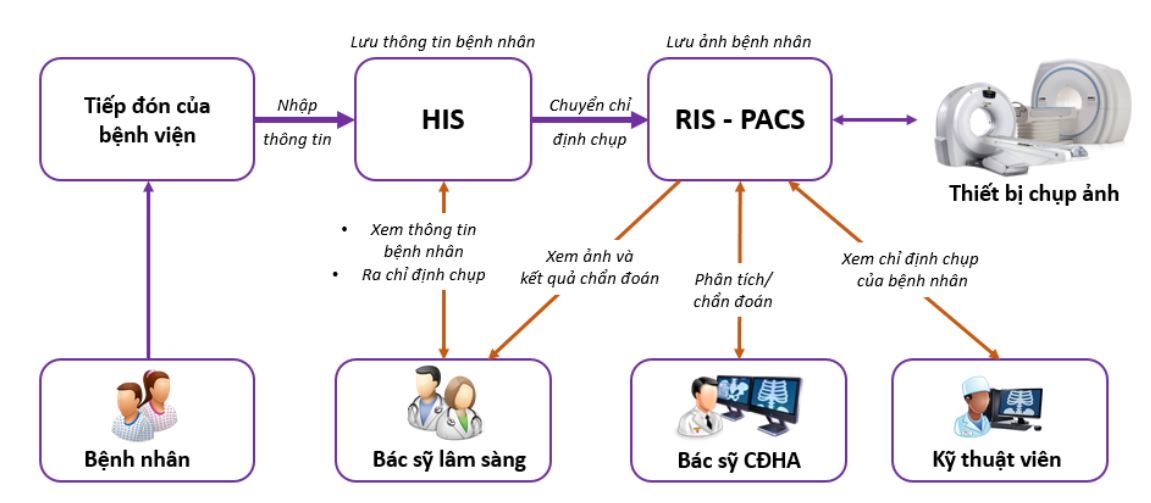 Lưu thông tin bệnh nhân
Lưu ảnh bệnh nhân
Tiếp đón của
bệnh viện
Nhập
thông tin
HIS
Chuyển chỉ
định chụp
RIS - PACS
Thiết bị chụp ảnh
• Xem thông tin
bệnh nhân
• Ra chỉ định chụp
Xem ảnh và
kết quả chẩn đoán
Phân tích/
chẩn đoán
Xem chỉ định chụp
của bệnh nhân
Bệnh nhân
Bác sỹ lâm sàng
Bác sỹ CĐHA
Kỹ thuật viên